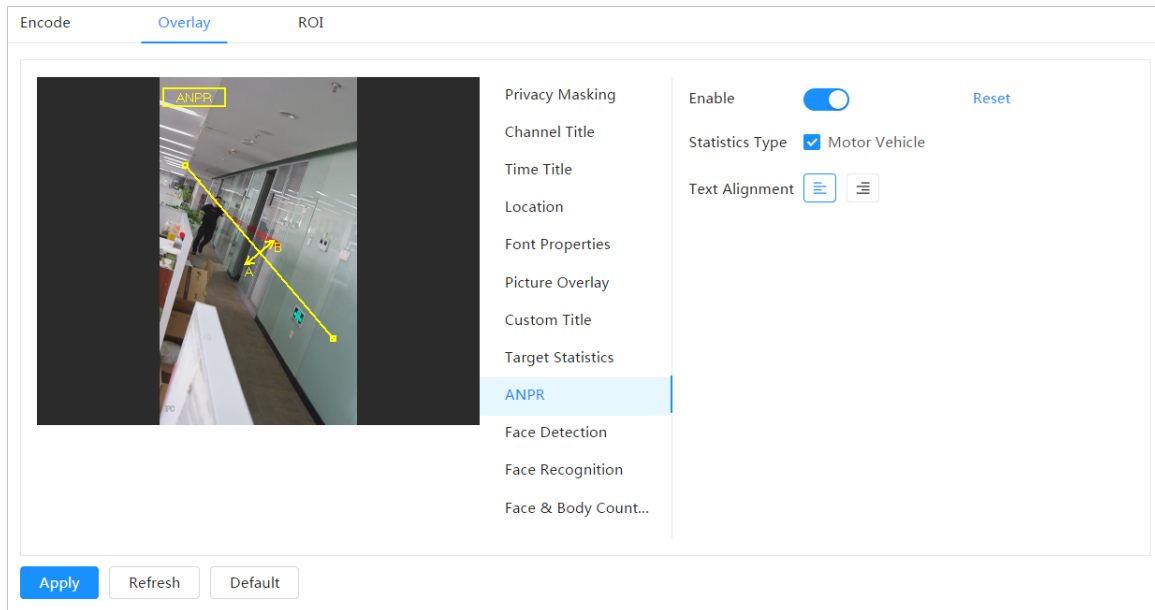 Encode Overlay ROI
ANPR
B
A
IPC
Privacy Masking
Channel Title
Time Title
Location
Font Properties
Picture Overlay
Custom Title
Target Statistics
ANPR
Face Detection
Face Recognition
Face & Body Count...
Enable Reset
Statistics Type Motor Vehicle
Text Alignment
Apply Refresh Default